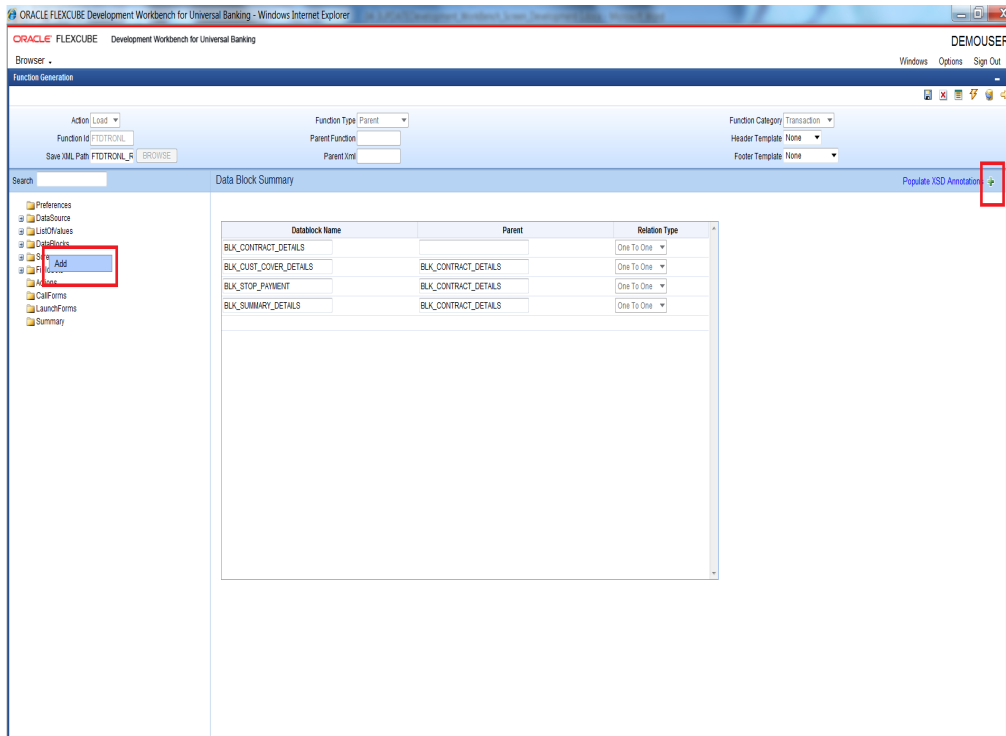 ORACLE FLEXCUBE Development Workbench for Universal Banking - Windows Internet Explorer
ORACLE FLEXCUBE Development Workbench for Universal Banking DEMOUSER
Browser Windows Options Sign Out
Function Generation
Action Load Function Type Parent Function Category Transaction
Function Id FTDTRONL Parent Function Header Template None
Save XML Path FTDTRONL_R BROWSE Parent Xml Footer Template None
Search Data Block Summary Populate XSD Annotations
Preferences
DataSource
ListOfValues
DataBlocks
Add
Actions
CallForms
LaunchForms
Summary
Datablock Name Parent Relation Type
BLK_CONTRACT_DETAILS One To One
BLK_CUST_COVER_DETAILS BLK_CONTRACT_DETAILS One To One
BLK_STOP_PAYMENT BLK_CONTRACT_DETAILS One To One
BLK_SUMMARY_DETAILS BLK_CONTRACT_DETAILS One To One